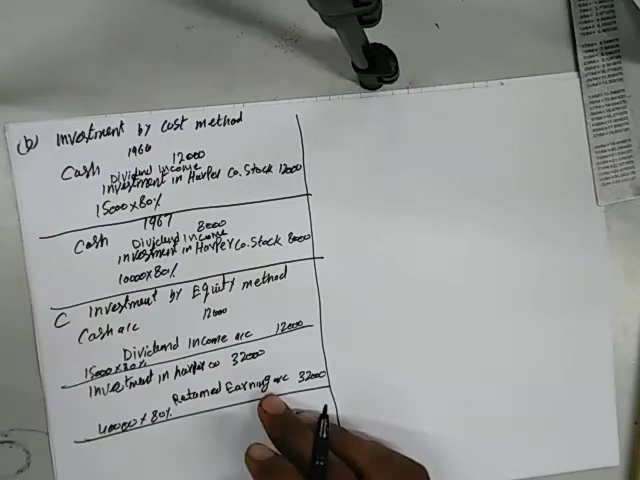 (b) Investment by Cost method
1966
Cash 12000
Dividend Income
Investment in Harper Co. Stock 12000
15000 x 80%
1967
Cash 8000
Dividend Income
Investment in Harper Co. Stock 8000
10000 x 80%
C Investment by Equity method
Cash a/c 12000
Dividend Income a/c 12000
15000 x 80%
Investment in harper co 32000
Retained Earning a/c 32000
40000 x 80%